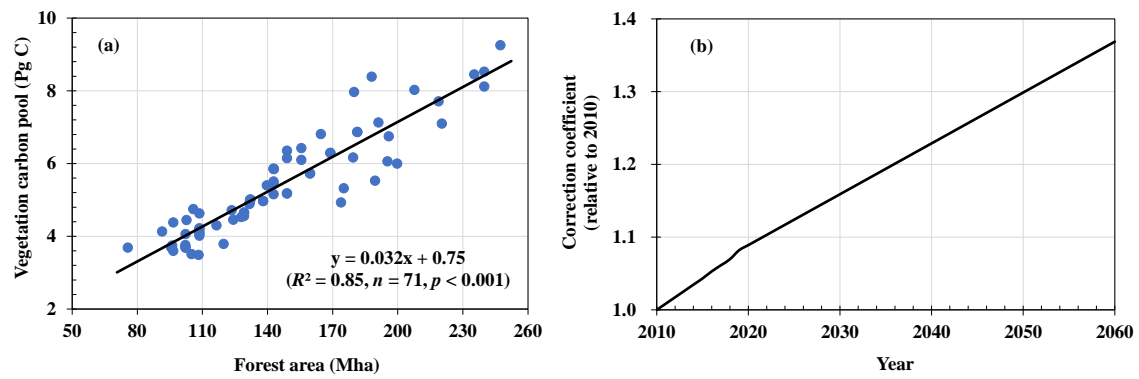 (a)
Vegetation carbon pool (Pg C)
10
8
6
4
2
y = 0.032x + 0.75
(R² = 0.85, n = 71, p < 0.001)
50 80 110 140 170 200 230 260
Forest area (Mha)
(b)
Correction coefficient
(relative to 2010)
1.4
1.3
1.2
1.1
1.0
2010 2020 2030 2040 2050 2060
Year